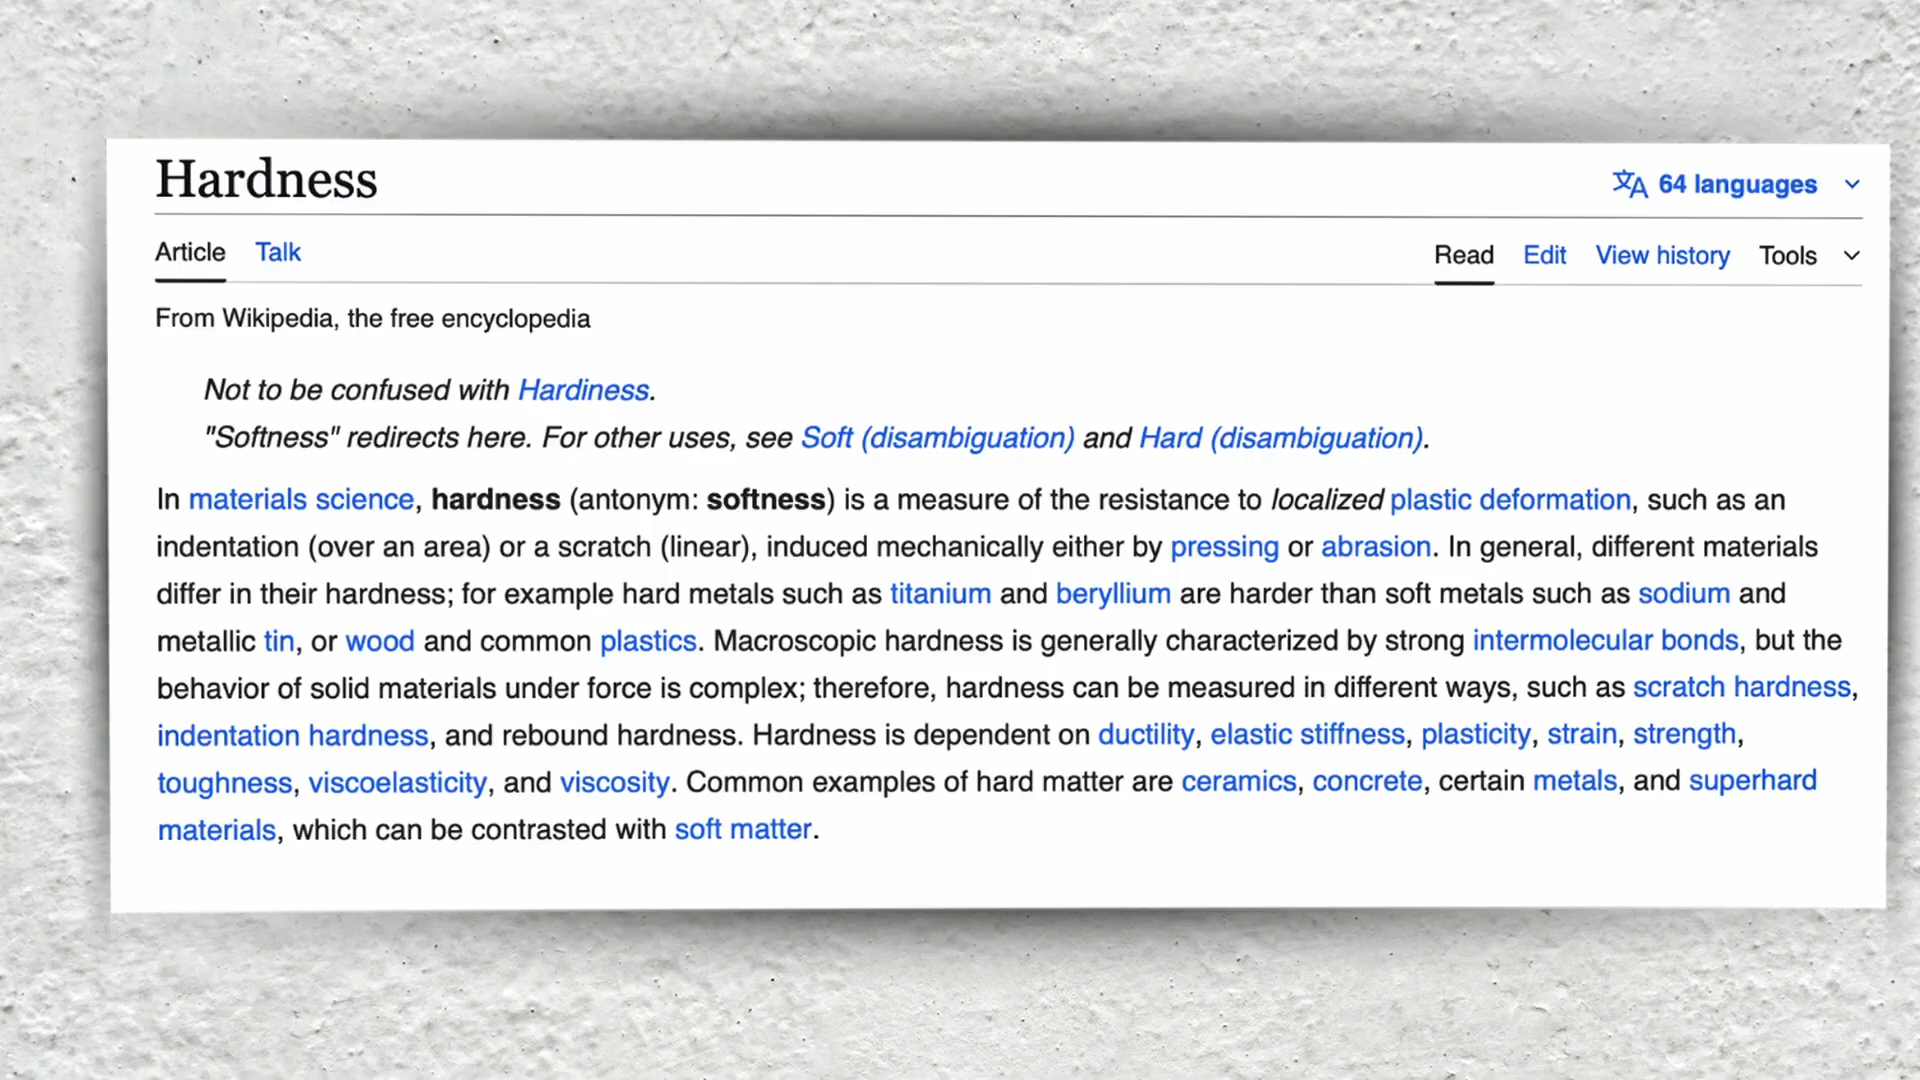 Hardness
64 languages
Article Talk
Read Edit View history Tools
From Wikipedia, the free encyclopedia
Not to be confused with Hardiness.
"Softness" redirects here. For other uses, see Soft (disambiguation) and Hard (disambiguation).
In materials science, hardness (antonym: softness) is a measure of the resistance to localized plastic deformation, such as an
indentation (over an area) or a scratch (linear), induced mechanically either by pressing or abrasion. In general, different materials
differ in their hardness; for example hard metals such as titanium and beryllium are harder than soft metals such as sodium and
metallic tin, or wood and common plastics. Macroscopic hardness is generally characterized by strong intermolecular bonds, but the
behavior of solid materials under force is complex; therefore, hardness can be measured in different ways, such as scratch hardness,
indentation hardness, and rebound hardness. Hardness is dependent on ductility, elastic stiffness, plasticity, strain, strength,
toughness, viscoelasticity, and viscosity. Common examples of hard matter are ceramics, concrete, certain metals, and superhard
materials, which can be contrasted with soft matter.